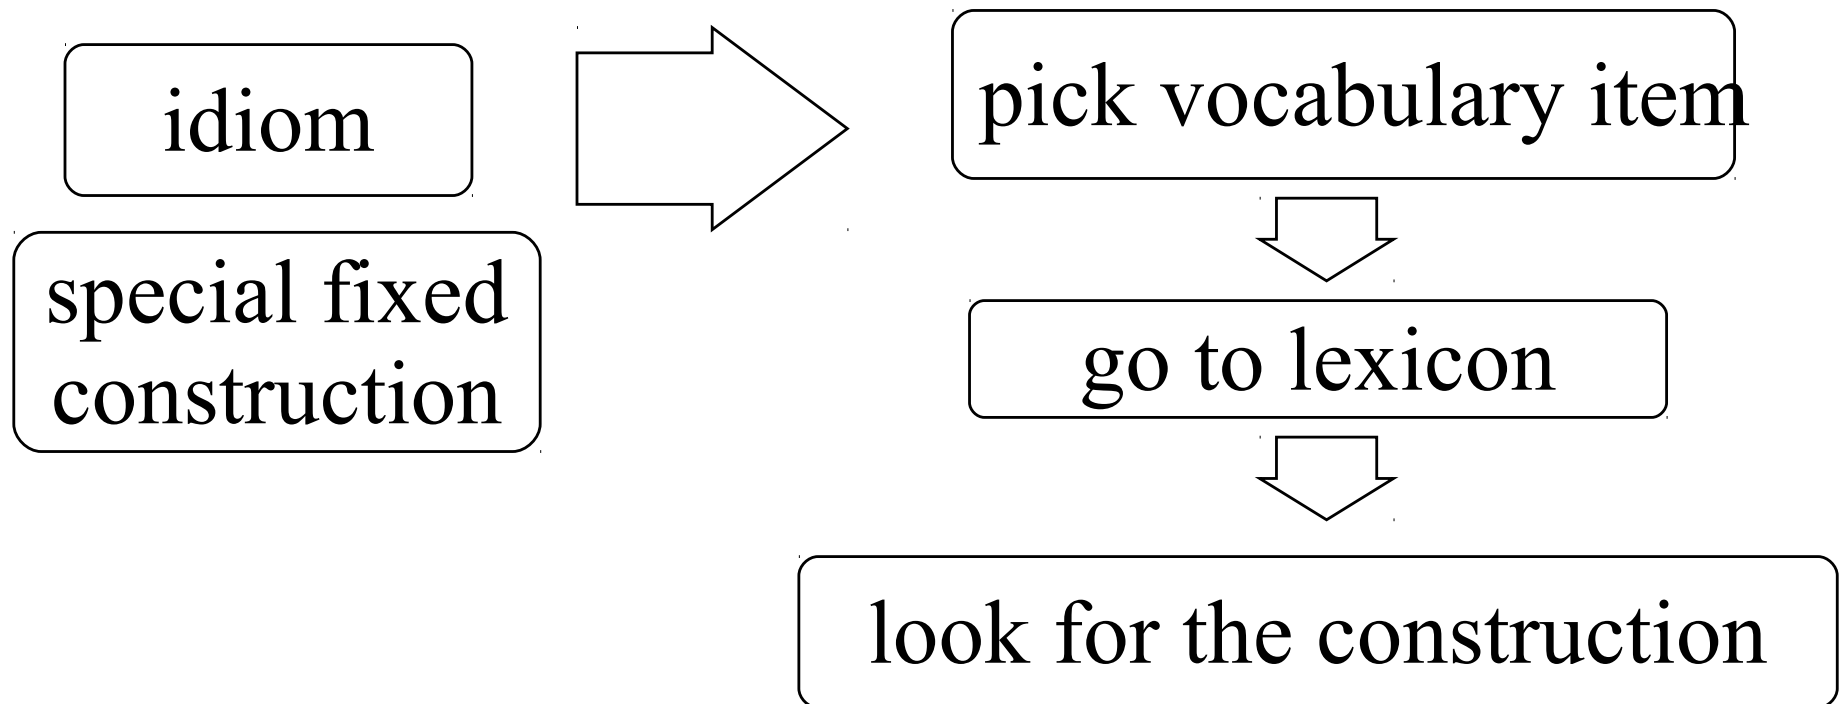 idiom
special fixed
construction
pick vocabulary item
go to lexicon
look for the construction